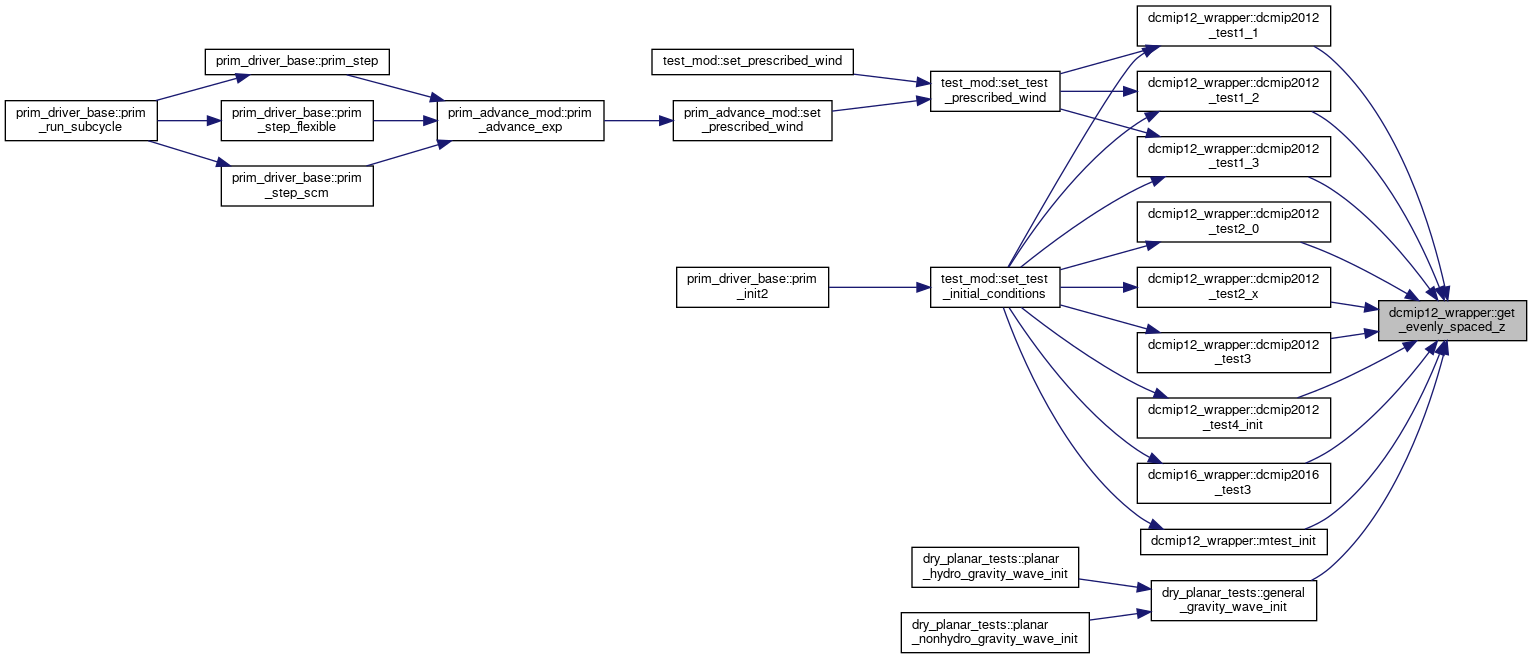 dcmip12_wrapper::dcmip2012
_test1_1
prim_driver_base::prim_step
test_mod::set_prescribed_wind
test_mod::set_test
_prescribed_wind
dcmip12_wrapper::dcmip2012
_test1_2
prim_driver_base::prim
_run_subcycle
prim_driver_base::prim
_step_flexible
prim_advance_mod::prim
_advance_exp
prim_advance_mod::set
_prescribed_wind
dcmip12_wrapper::dcmip2012
_test1_3
prim_driver_base::prim
_step_scm
dcmip12_wrapper::dcmip2012
_test2_0
prim_driver_base::prim
_init2
test_mod::set_test
_initial_conditions
dcmip12_wrapper::dcmip2012
_test2_x
dcmip12_wrapper::get
_evenly_spaced_z
dcmip12_wrapper::dcmip2012
_test3
dcmip12_wrapper::dcmip2012
_test4_init
dcmip16_wrapper::dcmip2016
_test3
dcmip12_wrapper::mtest_init
dry_planar_tests::planar
_hydro_gravity_wave_init
dry_planar_tests::general
_gravity_wave_init
dry_planar_tests::planar
_nonhydro_gravity_wave_init